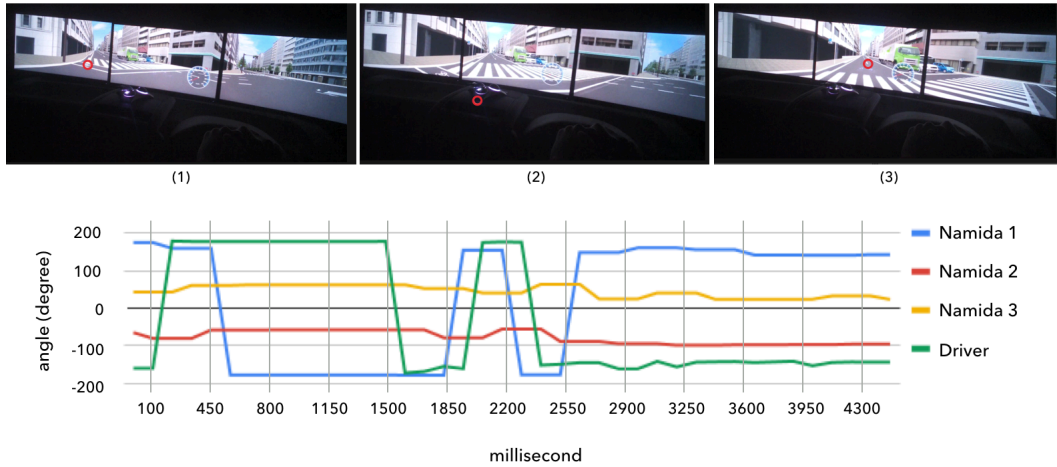 (1)
(2)
(3)
angle (degree)
200
100
0
-100
-200
100 450 800 1150 1500 1850 2200 2550 2900 3250 3600 3950 4300
millisecond
Namida 1
Namida 2
Namida 3
Driver